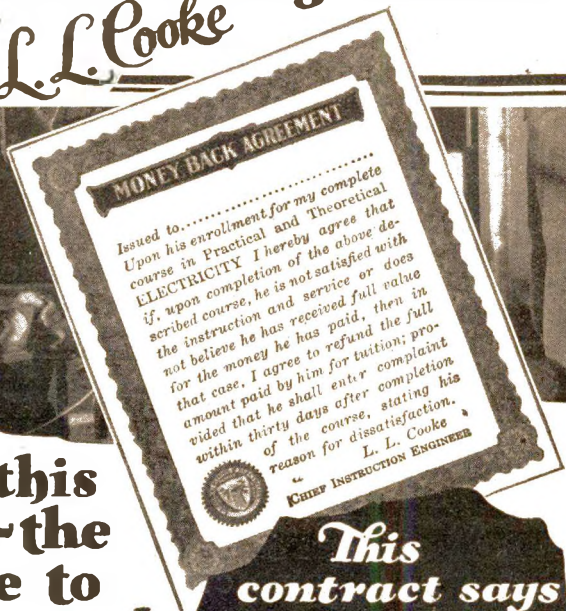 L. L. Cooke
MONEY BACK AGREEMENT
Issued to....................................
Upon his enrollment for my complete
course in Practical and Theoretical
ELECTRICITY I hereby agree that
if, upon completion of the above de-
scribed course, he is not satisfied with
the instruction and service or does
not believe he has received full value
for the money he has paid, then in
that case, I agree to refund the full
amount paid by him for tuition; pro-
vided that he shall enter complaint
within thirty days after completion
of the course, stating his
reason for dissatisfaction.
L. L. Cooke
CHIEF INSTRUCTION ENGINEER
this
~the
e to
This
contract says